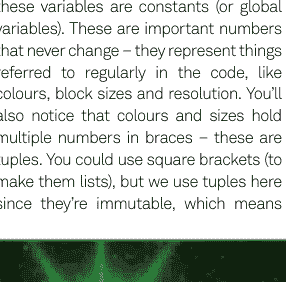 these variables are constants (or global
variables). These are important numbers
that never change – they represent things
referred to regularly in the code, like
colours, block sizes and resolution. You'll
also notice that colours and sizes hold
multiple numbers in braces – these are
tuples. You could use square brackets (to
make them lists), but we use tuples here
since they're immutable, which means